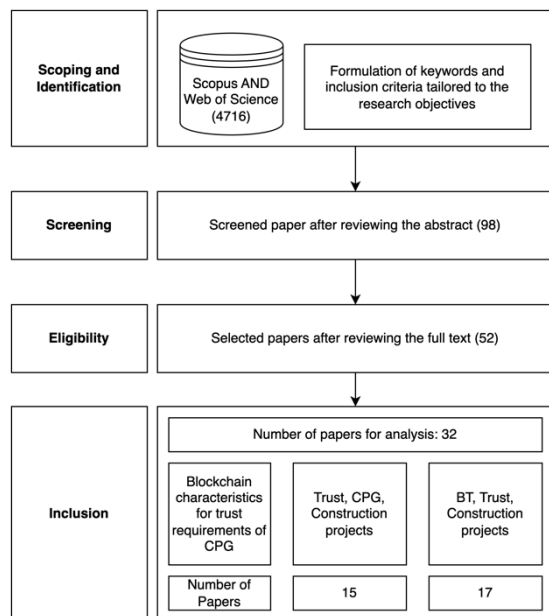 Scoping and
Identification
Scopus AND
Web of Science
(4716)
Formulation of keywords and
inclusion criteria tailored to the
research objectives
Screening
Screened paper after reviewing the abstract (98)
Eligibility
Selected papers after reviewing the full text (52)
Inclusion
Number of papers for analysis: 32
Blockchain
characteristics
for trust
requirements of
CPG
Trust, CPG,
Construction
projects
BT, Trust,
Construction
projects
Number of
Papers
15
17